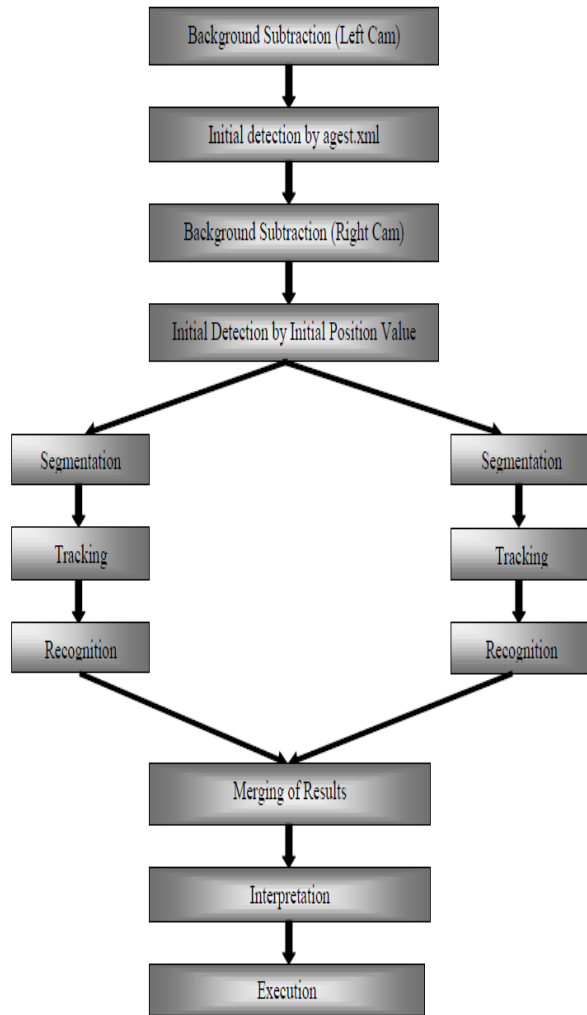 Background Subtraction (Left Cam)
Initial detection by agest.xml
Background Subtraction (Right Cam)
Initial Detection by Initial Position Value
Segmentation
Segmentation
Tracking
Tracking
Recognition
Recognition
Merging of Results
Interpretation
Execution